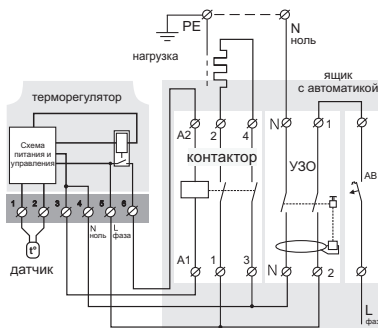 PE
N
ноль
нагрузка
ящик
с автоматикой
терморегулятор
A2
2
4
N
1
Схема
питания и
управления
контактор
УЗО
АВ
1
2
3
4
5
6
N
ноль
L
фаза
t°
датчик
A1
1
3
N
2
L